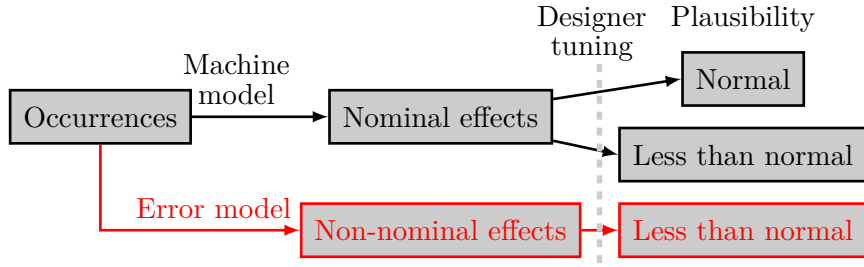 Designer
tuning
Plausibility
Machine
model
Normal
Occurrences
Nominal effects
Less than normal
Error model
Non-nominal effects
Less than normal